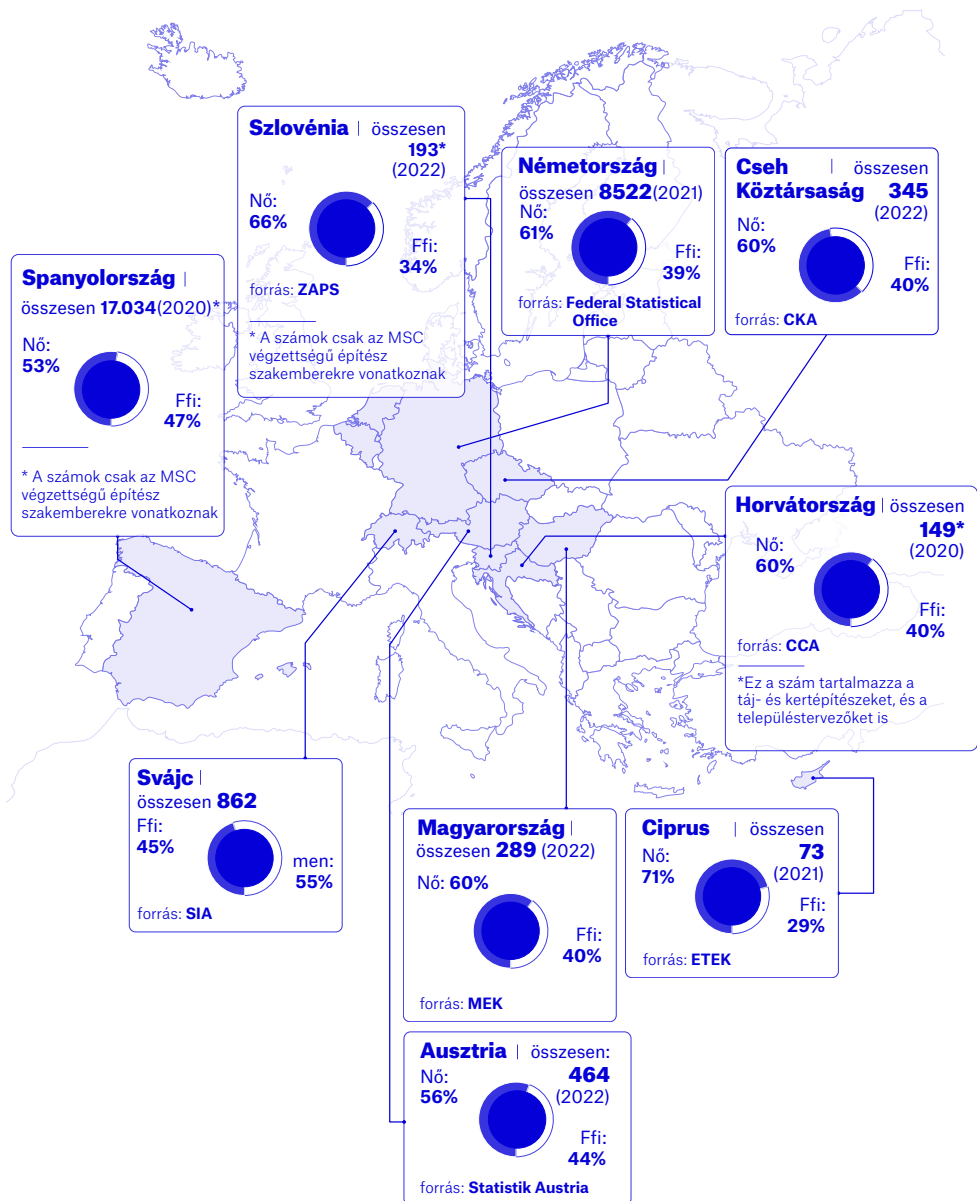 Szlovénia | összesen
193*
(2022)
Nő:
66%
Ffi:
34%
forrás: ZAPS
* A számok csak az MSC
végzettségű építész
szakemberekre vonatkoznak
Németország |
összesen 8522(2021)
Nő:
61%
Ffi:
39%
forrás: Federal Statistical
Office
Cseh | összesen
Köztársaság 345
(2022)
Nő:
60%
Ffi:
40%
forrás: CKA
Spanyolország |
összesen 17.034(2020)*
Nő:
53%
Ffi:
47%
* A számok csak az MSC
végzettségű építész
szakemberekre vonatkoznak
Horvátország | összesen
149*
(2020)
Nő:
60%
Ffi:
40%
forrás: CCA
*Ez a szám tartalmazza a
táj- és kertépítészeket, és a
településtervezőket is
Svájc |
összesen 862
Ffi:
45%
men:
55%
forrás: SIA
Magyarország |
összesen 289 (2022)
Nő: 60%
Ffi:
40%
forrás: MEK
Ciprus | összesen
73
(2021)
Nő:
71%
Ffi:
29%
forrás: ETEK
Ausztria | összesen:
464
(2022)
Nő:
56%
Ffi:
44%
forrás: Statistik Austria